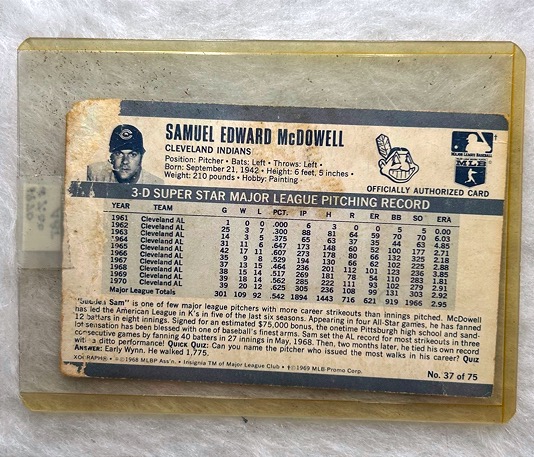 SAMUEL EDWARD McDOWELL
CLEVELAND INDIANS
Position: Pitcher • Bats: Left • Throws: Left •
Born: September 21, 1942 • Height: 6 feet, 5 inches •
Weight: 210 pounds • Hobby: Painting
MAJOR LEAGUE BASEBALL
MLB
OFFICIALLY AUTHORIZED CARD
3-D SUPER STAR MAJOR LEAGUE PITCHING RECORD
YEAR TEAM G W L PCT. IP H R ER BB SO ERA
1961 Cleveland AL 1 0 0 .000 6 3 0 0 5 5 0.00
1962 Cleveland AL 25 3 7 .300 88 81 64 59 70 70 6.03
1963 Cleveland AL 14 3 5 .375 65 63 37 35 44 63 4.85
1964 Cleveland AL 31 11 6 .647 173 148 60 52 100 177 2.71
1965 Cleveland AL 42 17 11 .607 273 178 80 66 132 325 2.18
1966 Cleveland AL 35 9 8 .529 194 130 66 62 102 225 2.88
1967 Cleveland AL 37 13 15 .464 236 201 112 101 123 236 3.85
1968 Cleveland AL 38 15 14 .517 269 181 78 54 110 283 1.81
1969 Cleveland AL 39 18 14 .562 285 222 111 93 102 279 2.91
1970 Cleveland AL 39 20 12 .625 305 236 108 99 131 303 2.92
Major League Totals 301 109 92 .542 1894 1443 716 621 919 1966 2.95
Sam" is one of few major league pitchers with more career strikeouts than innings pitched. McDowell
has led the American League in K's in five of the last six seasons. Appearing in four All-Star games, he has fanned
12 batters in eight innings. Signed for an estimated $75,000 bonus, the onetime Pittsburgh high school and sand-
lot sensation has been blessed with one of baseball's finest arms. Sam set the AL record for most strikeouts in three
consecutive games by fanning 40 batters in 27 innings in May, 1968. Then, two months later, he tied his own record
with a ditto performance. QUICK QUIZ: Can you name the pitcher who issued the most walks in his career? QUIZ
ANSWER: Early Wynn. He walked 1,775.
©1968 MLBP Ass'n. • Insignia TM of Major League Club • †©1969 MLB Promo Corp.
No. 37 of 75